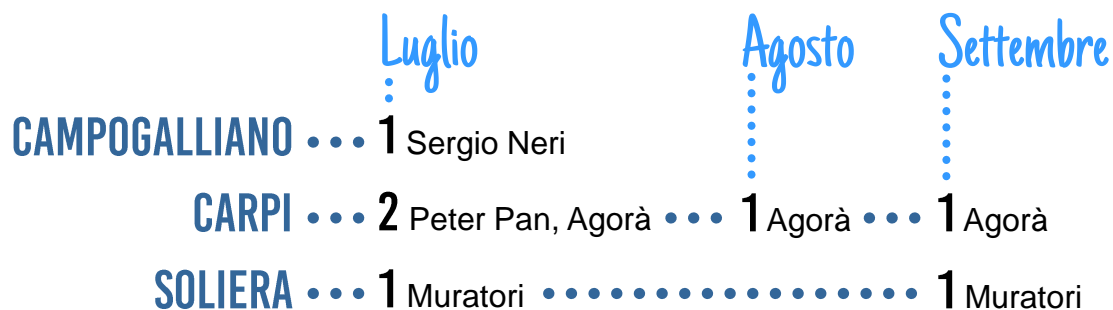 Luglio Agosto Settembre
CAMPOGALLIANO 1 Sergio Neri
CARPI 2 Peter Pan, Agorà 1 Agorà 1 Agorà
SOLIERA 1 Muratori 1 Muratori